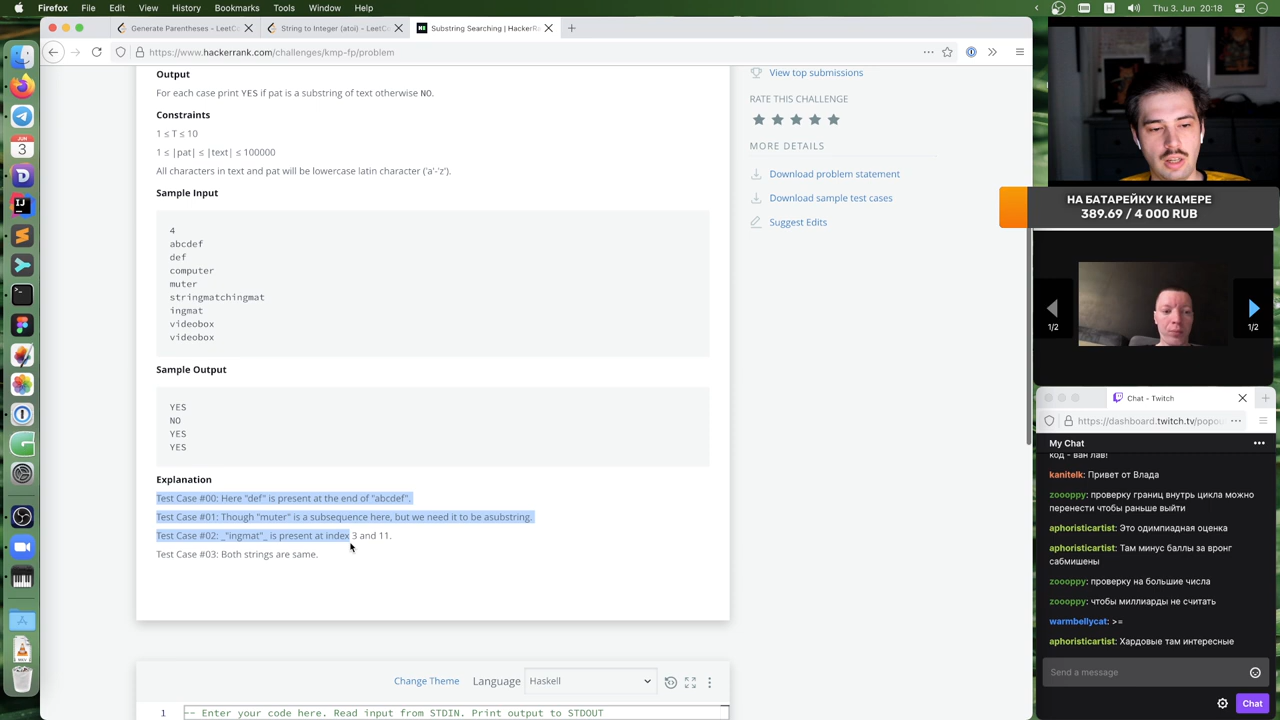 Firefox File Edit View History Bookmarks Tools Window Help
Generate Parentheses - LeetC
String to Integer (atoi) - LeetC
Substring Searching | HackerRa
https://www.hackerrank.com/challenges/kmp-fp/problem
Output
For each case print YES if pat is a substring of text otherwise NO.
Constraints
1 ≤ T ≤ 10
1 ≤ |pat| ≤ |text| ≤ 100000
All characters in text and pat will be lowercase latin character ('a'-'z').
Sample Input
4
abcdef
def
computer
muter
stringmatchingmat
ingmat
videobox
videobox
Sample Output
YES
NO
YES
YES
Explanation
Test Case #00: Here "def" is present at the end of "abcdef".
Test Case #01: Though "muter" is a subsequence here, but we need it to be asubstring.
Test Case #02: _"ingmat"_ is present at index 3 and 11.
Test Case #03: Both strings are same.
Change Theme Language Haskell
1 -- Enter your code here. Read input from STDIN. Print output to STDOUT
View top submissions
RATE THIS CHALLENGE
MORE DETAILS
Download problem statement
Download sample test cases
Suggest Edits
JUN
3
НА БАТАРЕЙКУ К КАМЕРЕ
389.69 / 4 000 RUB
1/2
1/2
Chat - Twitch
https://dashboard.twitch.tv/popou
My Chat
код - ван лав!
kanitelk: Привет от Влада
zoooppy: проверку границ внутрь цикла можно
перенести чтобы раньше выйти
aphoristicartist: Это олимпиадная оценка
aphoristicartist: Там минус баллы за вронг
сабмишены
zoooppy: проверку на большие числа
zoooppy: чтобы миллиарды не считать
warmbellycat: >=
aphoristicartist: Хардовые там интересные
Send a message
Chat